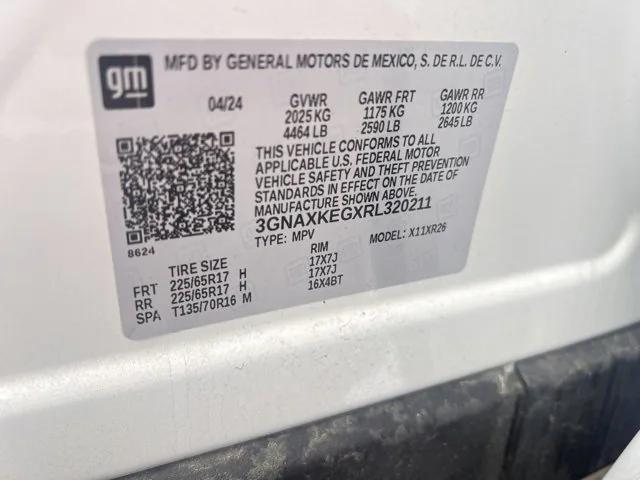 gm
MFD BY GENERAL MOTORS DE MEXICO, S. DE R.L. DE C.V.
04/24 GVWR GAWR FRT GAWR RR
2025 KG 1175 KG 1200 KG
4464 LB 2590 LB 2645 LB
THIS VEHICLE CONFORMS TO ALL
APPLICABLE U.S. FEDERAL MOTOR
VEHICLE SAFETY AND THEFT PREVENTION
STANDARDS IN EFFECT ON THE DATE OF
MANUFACTURE SHOWN ABOVE.
3GNAXKEGXRL320211
8624 TYPE: MPV MODEL: X11XR26
TIRE SIZE RIM
FRT 225/65R17 H 17X7J
RR 225/65R17 H 17X7J
SPA T135/70R16 M 16X4BT